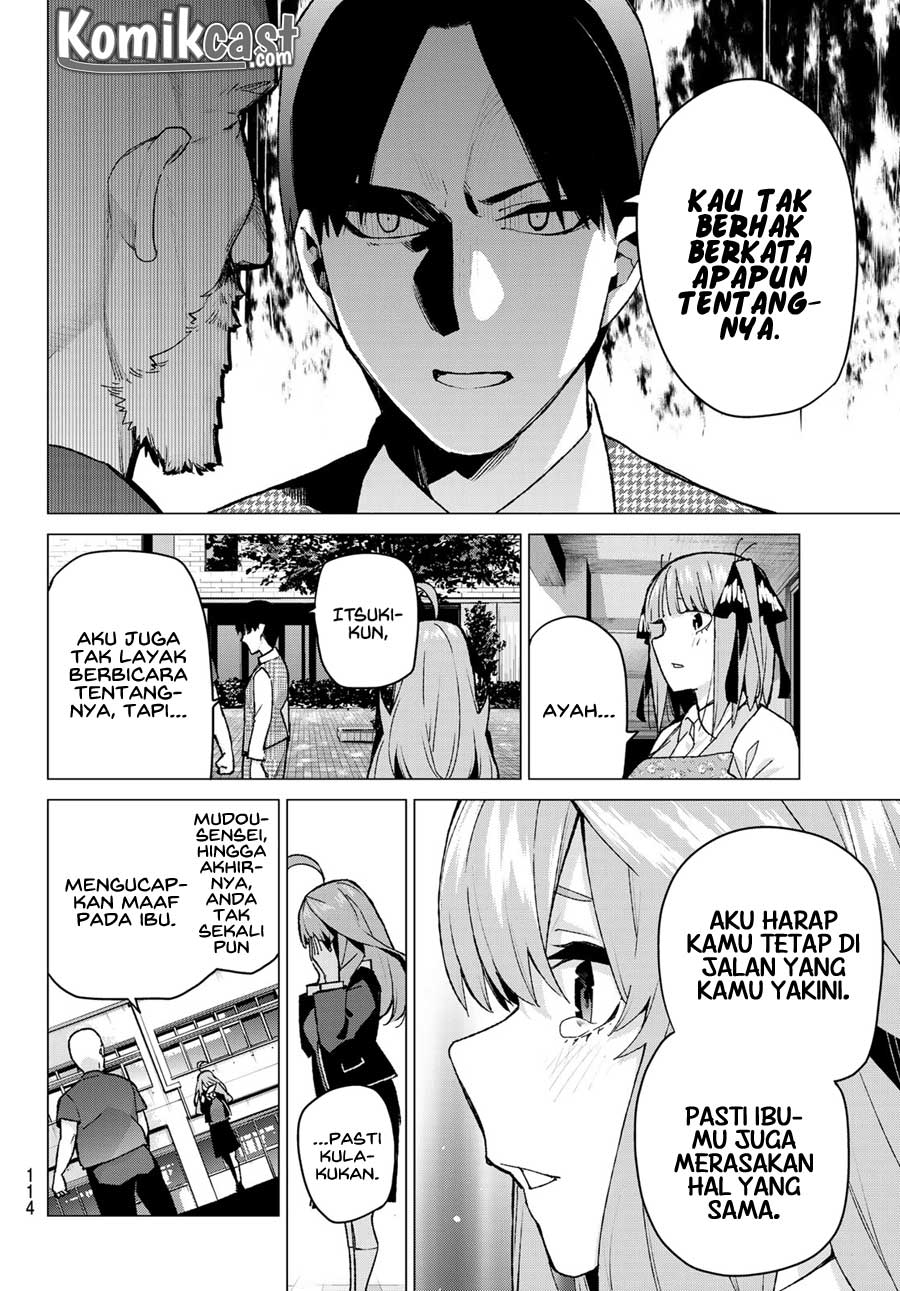 Komikcast
.com
KAU TAK
BERHAK
BERKATA
APAPUN
TENTANG-
NYA.
AYAH...
ITSUKI-
KUN,
AKU JUGA
TAK LAYAK
BERBICARA
TENTANG-
NYA, TAPI...
AKU HARAP
KAMU TETAP DI
JALAN YANG
KAMU YAKINI.
PASTI IBU-
MU JUGA
MERASAKAN
HAL YANG
SAMA.
...PASTI
KULA-
KUKAN.
MUDOU-
SENSEI,
HINGGA
AKHIR-
NYA,
ANDA
TAK
SEKALI
PUN
MENGUCAP-
KAN MAAF
PADA IBU.
114